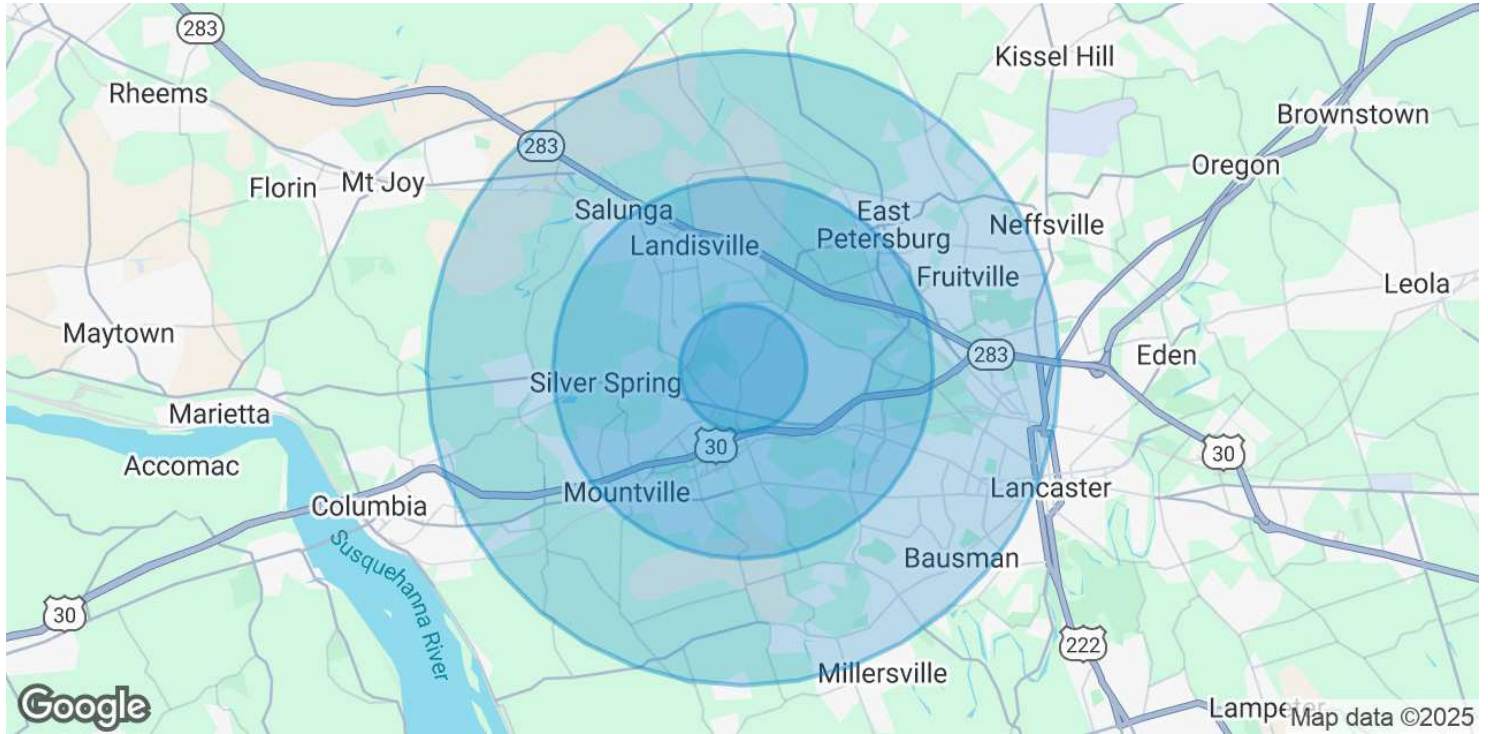 283
Kissel Hill
Rheems
Brownstown
283
Oregon
Florin
Mt Joy
Salunga
East
Petersburg
Neffsville
Landisville
Fruitville
Leola
Maytown
283
Eden
Silver Spring
Marietta
30
30
Accomac
Mountville
Lancaster
Columbia
Susquehanna River
Bausman
30
222
Millersville
Google
Lampeter
Map data ©2025